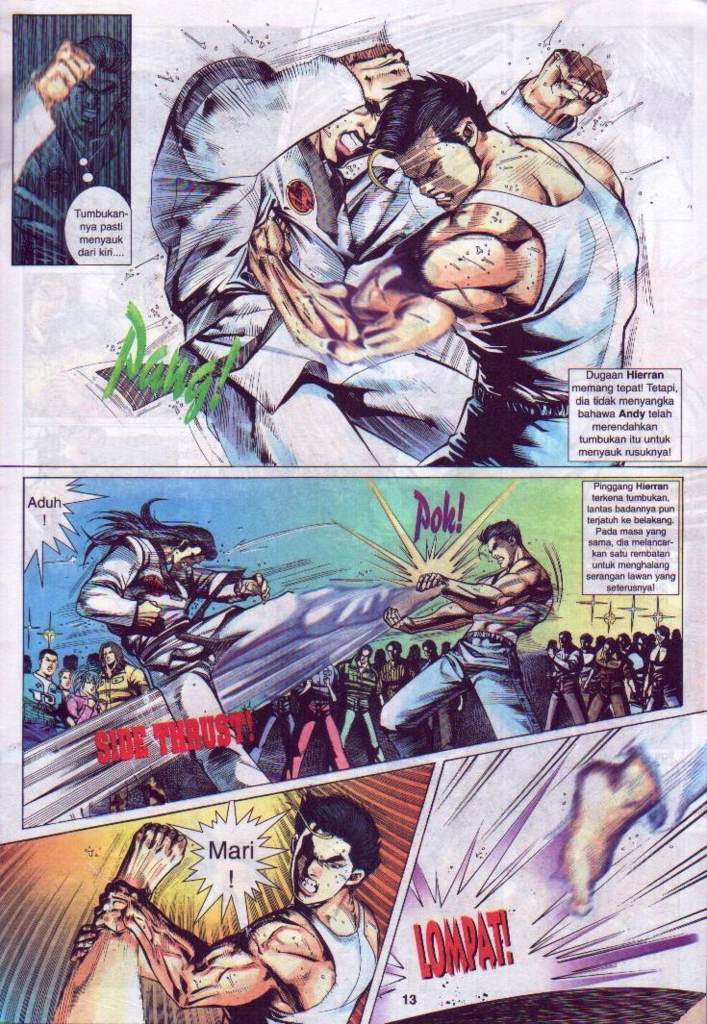 Tumbukan-
nya pasti
menyauk
dari kiri....
Pang!
Dugaan Hierran
memang tepat! Tetapi,
dia tidak menyangka
bahawa Andy telah
merendahkan
tumbukan itu untuk
menyauk rusuknya!
Aduh
!
Pok!
Pinggang Hierran
terkena tumbukan,
lantas badannya pun
terjatuh ke belakang.
Pada masa yang
sama, dia melancar-
kan satu rembatan
untuk menghalang
serangan lawan yang
seterusnya!
SIDE THRUST!
Mari
!
LOMPAT!
13